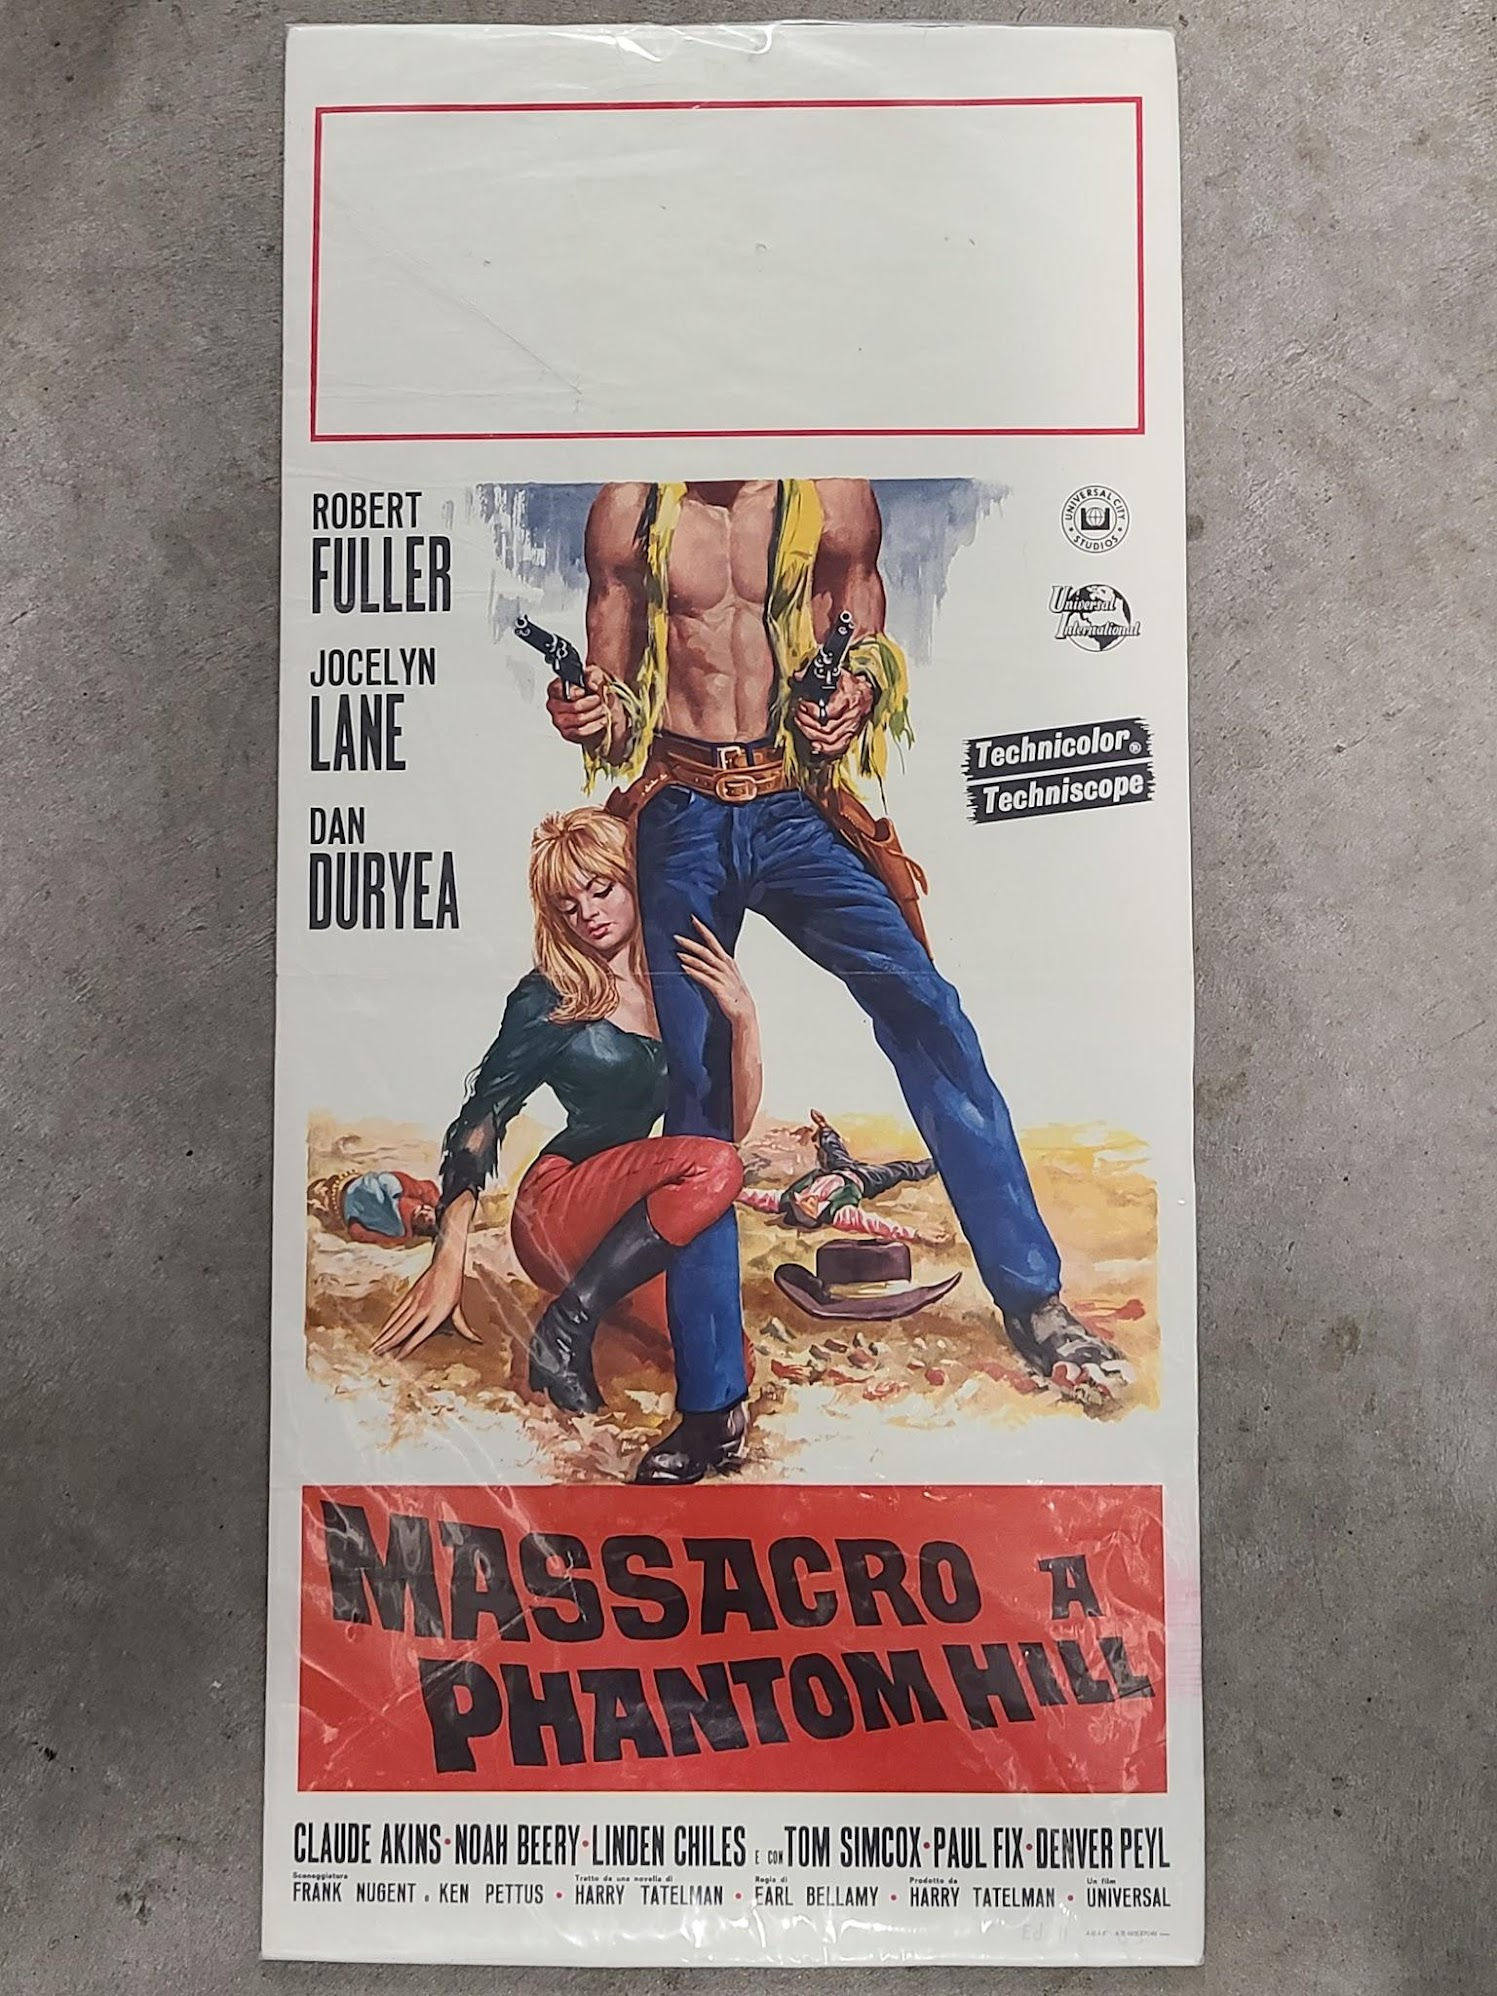 ROBERT
FULLER
JOCELYN
LANE
DAN
DURYEA
UNIVERSAL CITY
STUDIOS
Universal
International
Technicolor®
Techniscope
MASSACRO A
PHANTOM HILL
CLAUDE AKINS • NOAH BEERY • LINDEN CHILES E CON TOM SIMCOX • PAUL FIX • DENVER PEYL
Sceneggiatura Tratto da una novella di Regia di Prodotto da Un film
FRANK NUGENT e KEN PETTUS • HARRY TATELMAN • EARL BELLAMY • HARRY TATELMAN • UNIVERSAL